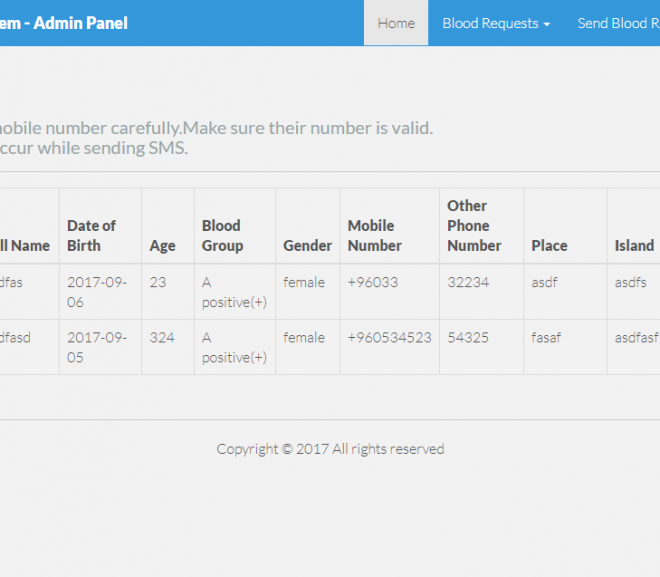 em - Admin Panel Home Blood Requests Send Blood R
mobile number carefully.Make sure their number is valid.
ccur while sending SMS.
ll Name Date of Birth Age Blood Group Gender Mobile Number Other Phone Number Place Island
dfas 2017-09-06 23 A positive(+) female +96033 32234 asdf asdfs
dfasd 2017-09-05 324 A positive(+) female +960534523 54325 fasaf asdfasf
Copyright © 2017 All rights reserved